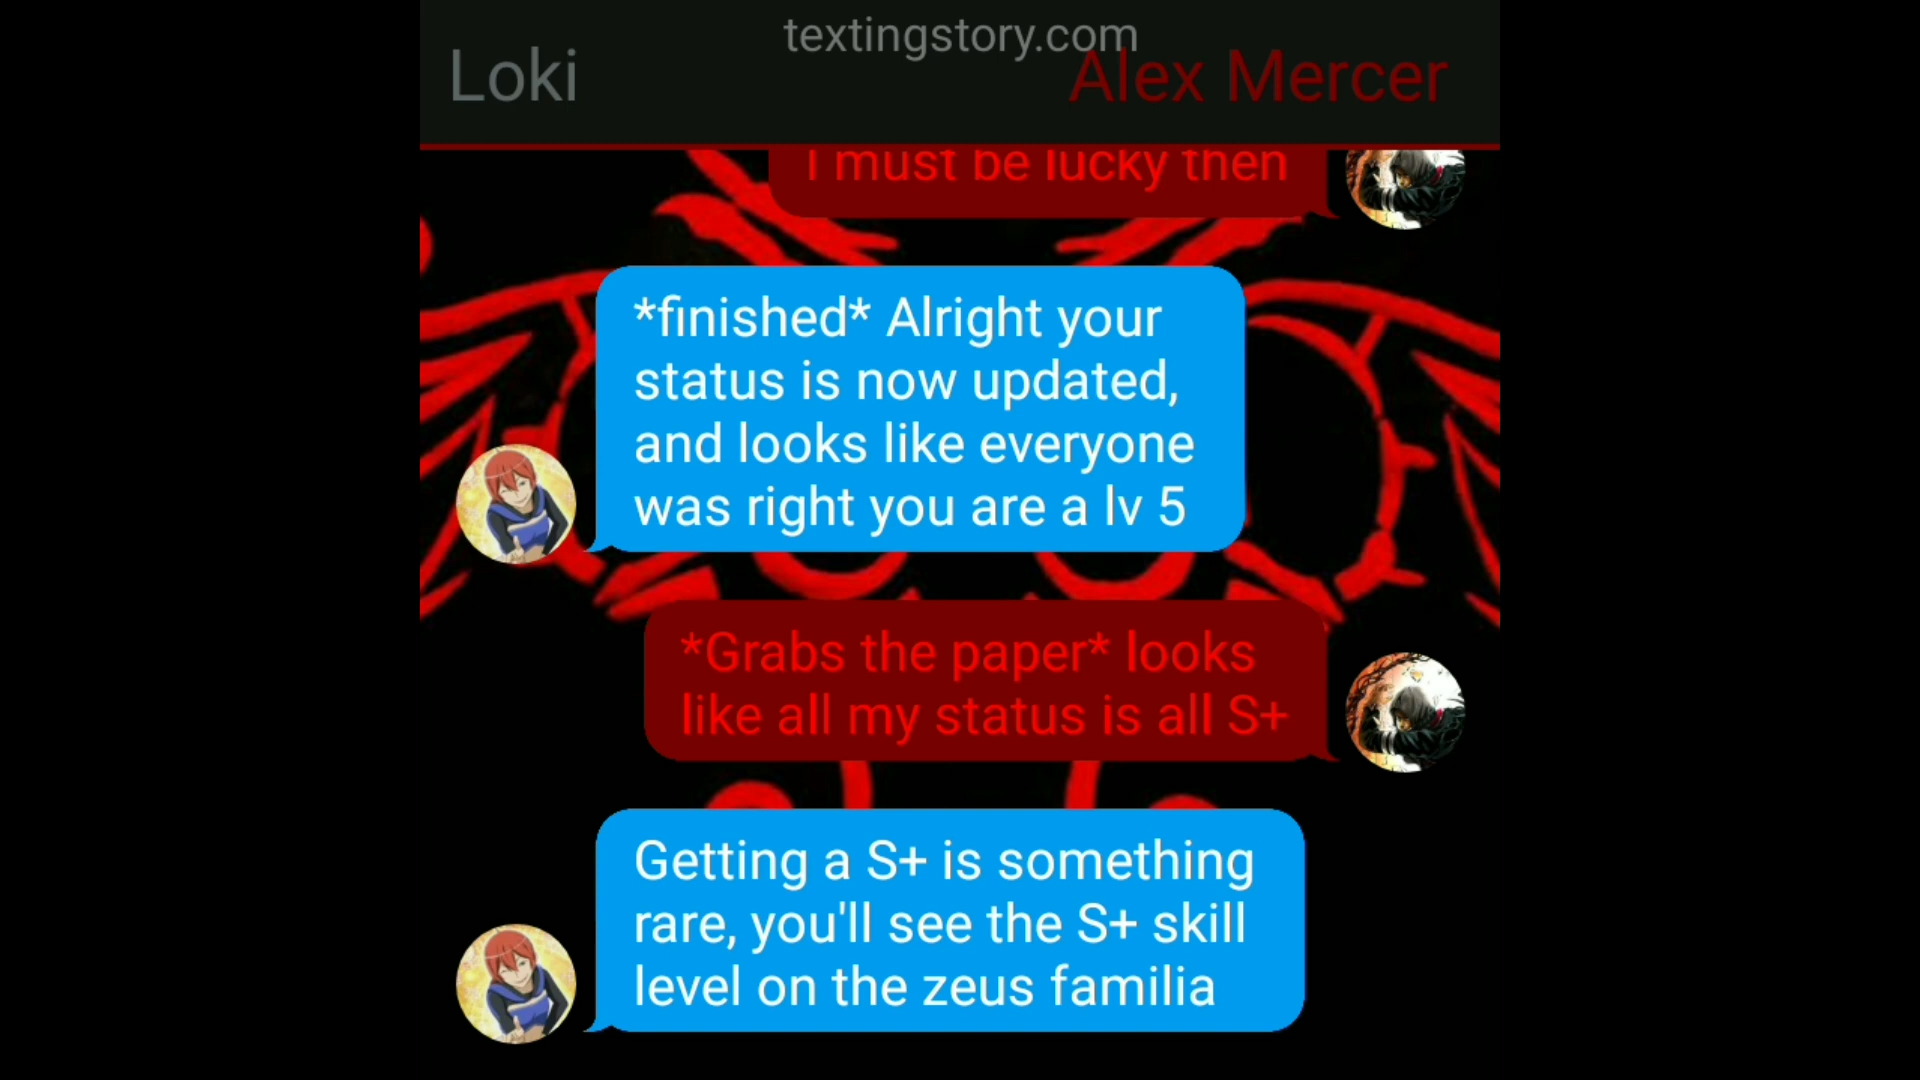 textingstory.com
Loki
Alex Mercer
I must be lucky then
*finished* Alright your
status is now updated,
and looks like everyone
was right you are a lv 5
*Grabs the paper* looks
like all my status is all S+
Getting a S+ is something
rare, you'll see the S+ skill
level on the zeus familia